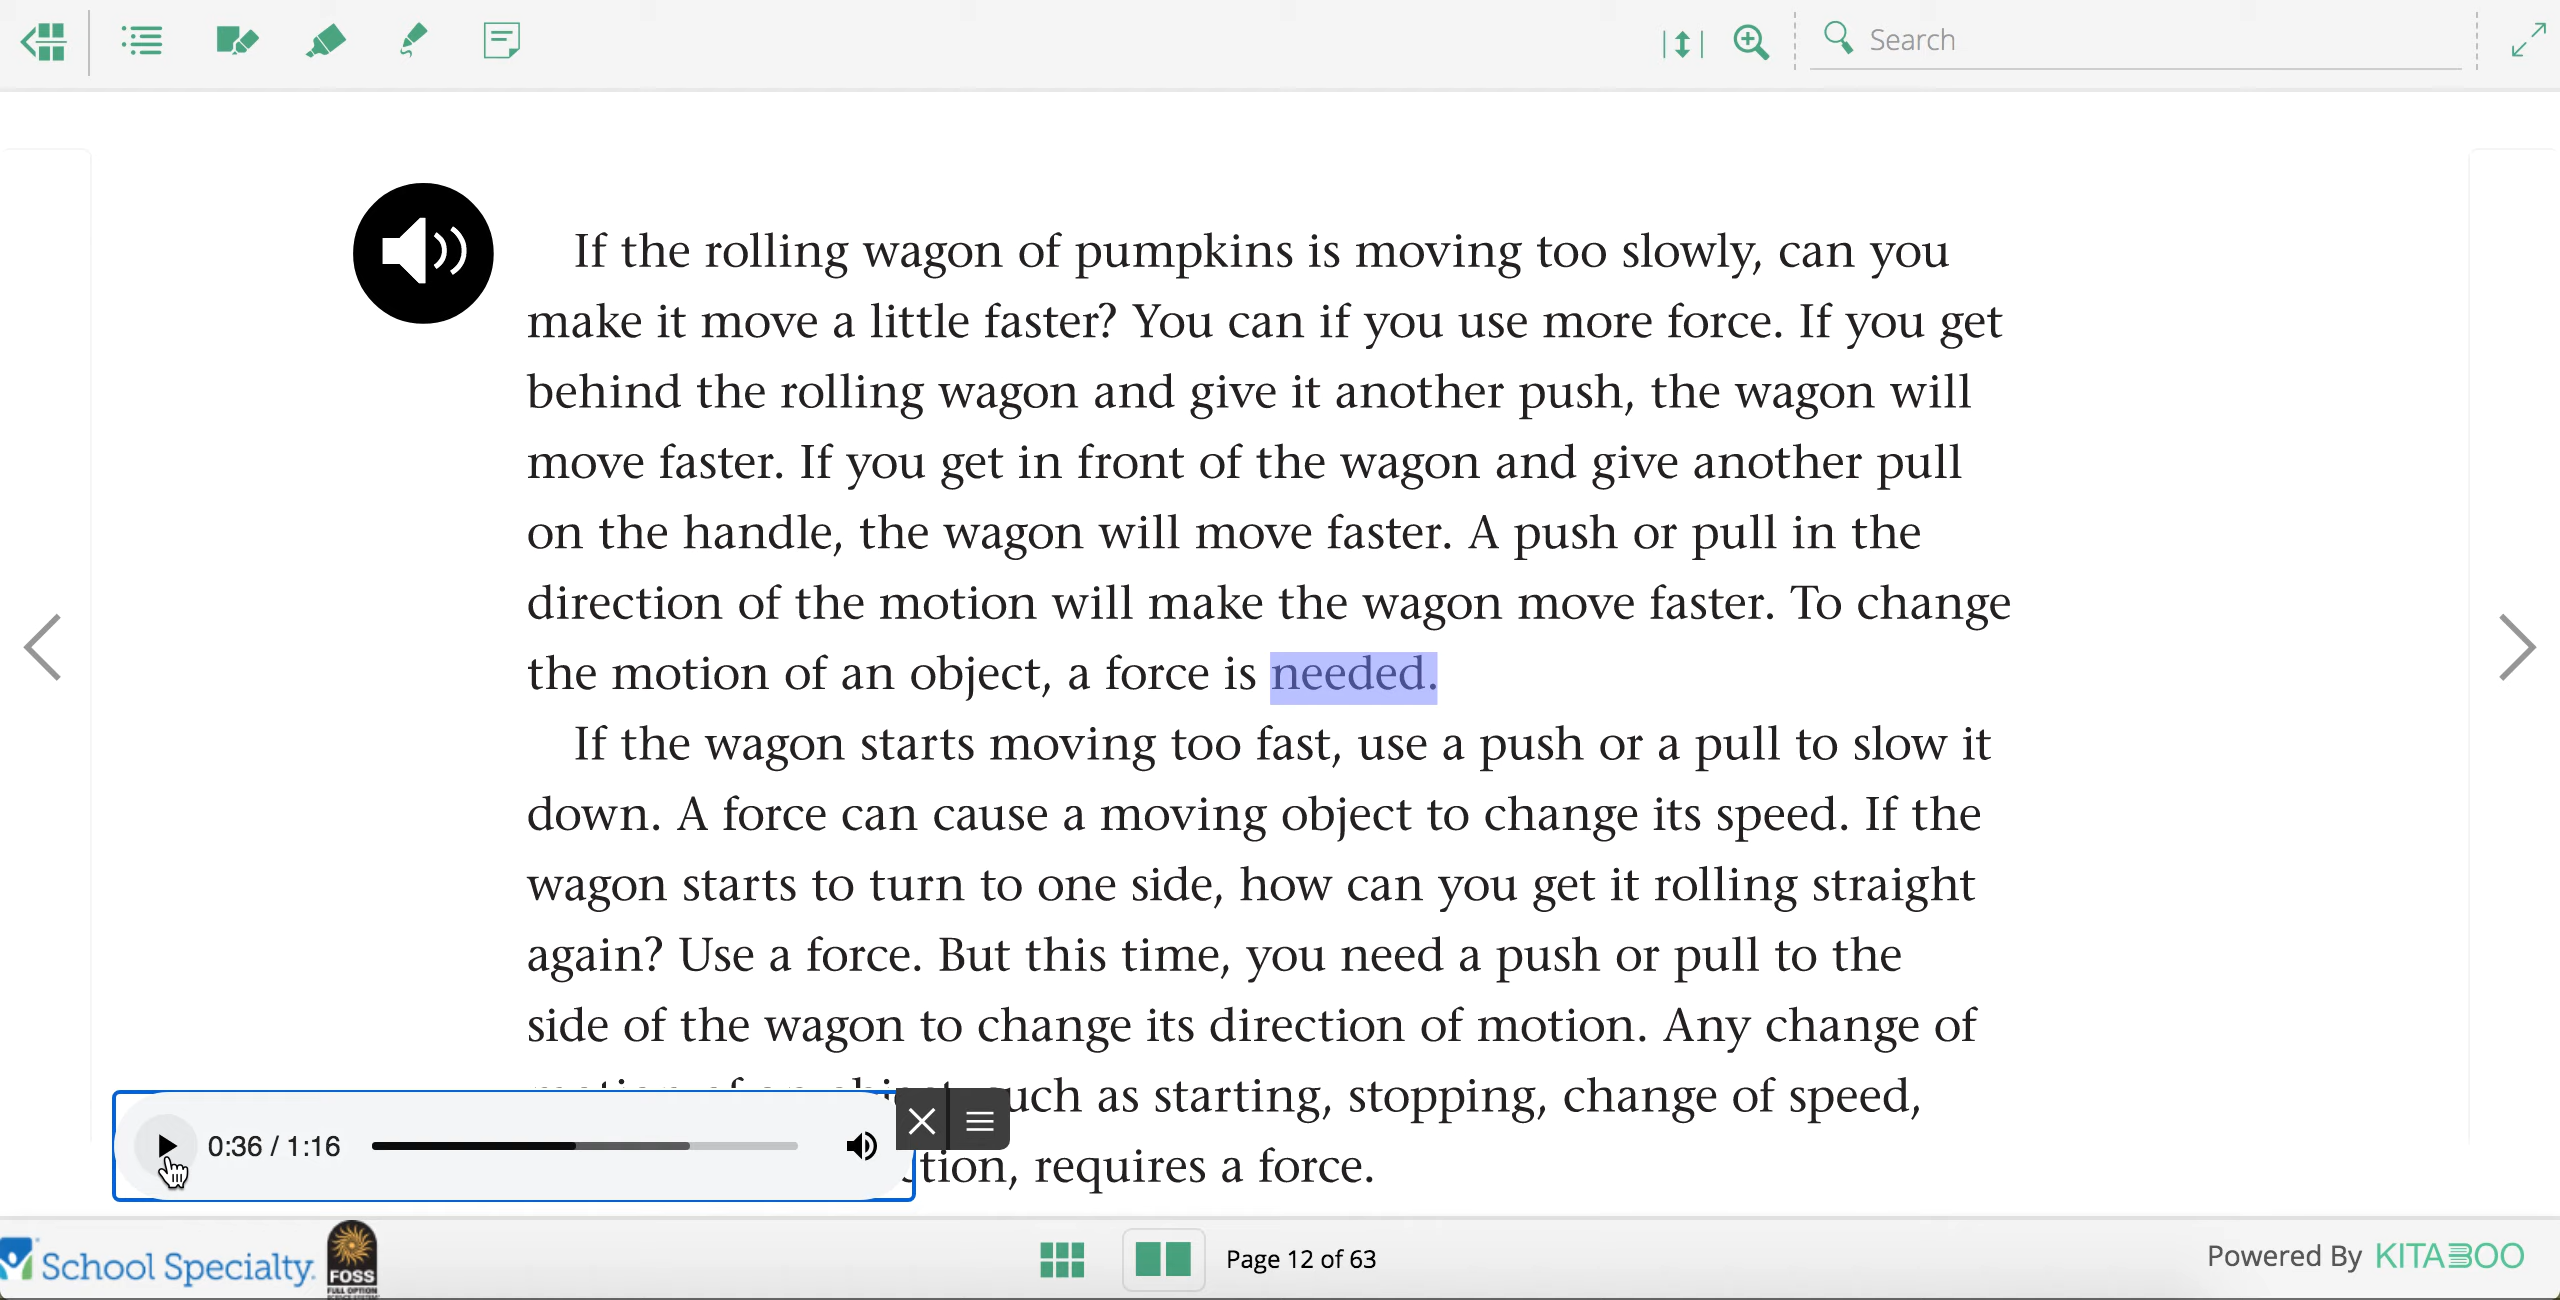 Search
If the rolling wagon of pumpkins is moving too slowly, can you
make it move a little faster? You can if you use more force. If you get
behind the rolling wagon and give it another push, the wagon will
move faster. If you get in front of the wagon and give another pull
on the handle, the wagon will move faster. A push or pull in the
direction of the motion will make the wagon move faster. To change
the motion of an object, a force is needed.
If the wagon starts moving too fast, use a push or a pull to slow it
down. A force can cause a moving object to change its speed. If the
wagon starts to turn to one side, how can you get it rolling straight
again? Use a force. But this time, you need a push or pull to the
side of the wagon to change its direction of motion. Any change of
as starting, stopping, change of speed,
0:36 / 1:16
requires a force.
School Specialty.
FOSS
FULL OPTION
Page 12 of 63
Powered By KITABOO